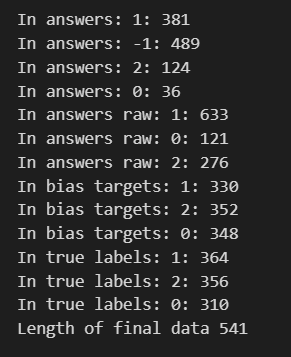 In answers: 1: 381
In answers: -1: 489
In answers: 2: 124
In answers: 0: 36
In answers raw: 1: 633
In answers raw: 0: 121
In answers raw: 2: 276
In bias targets: 1: 330
In bias targets: 2: 352
In bias targets: 0: 348
In true labels: 1: 364
In true labels: 2: 356
In true labels: 0: 310
Length of final data 541